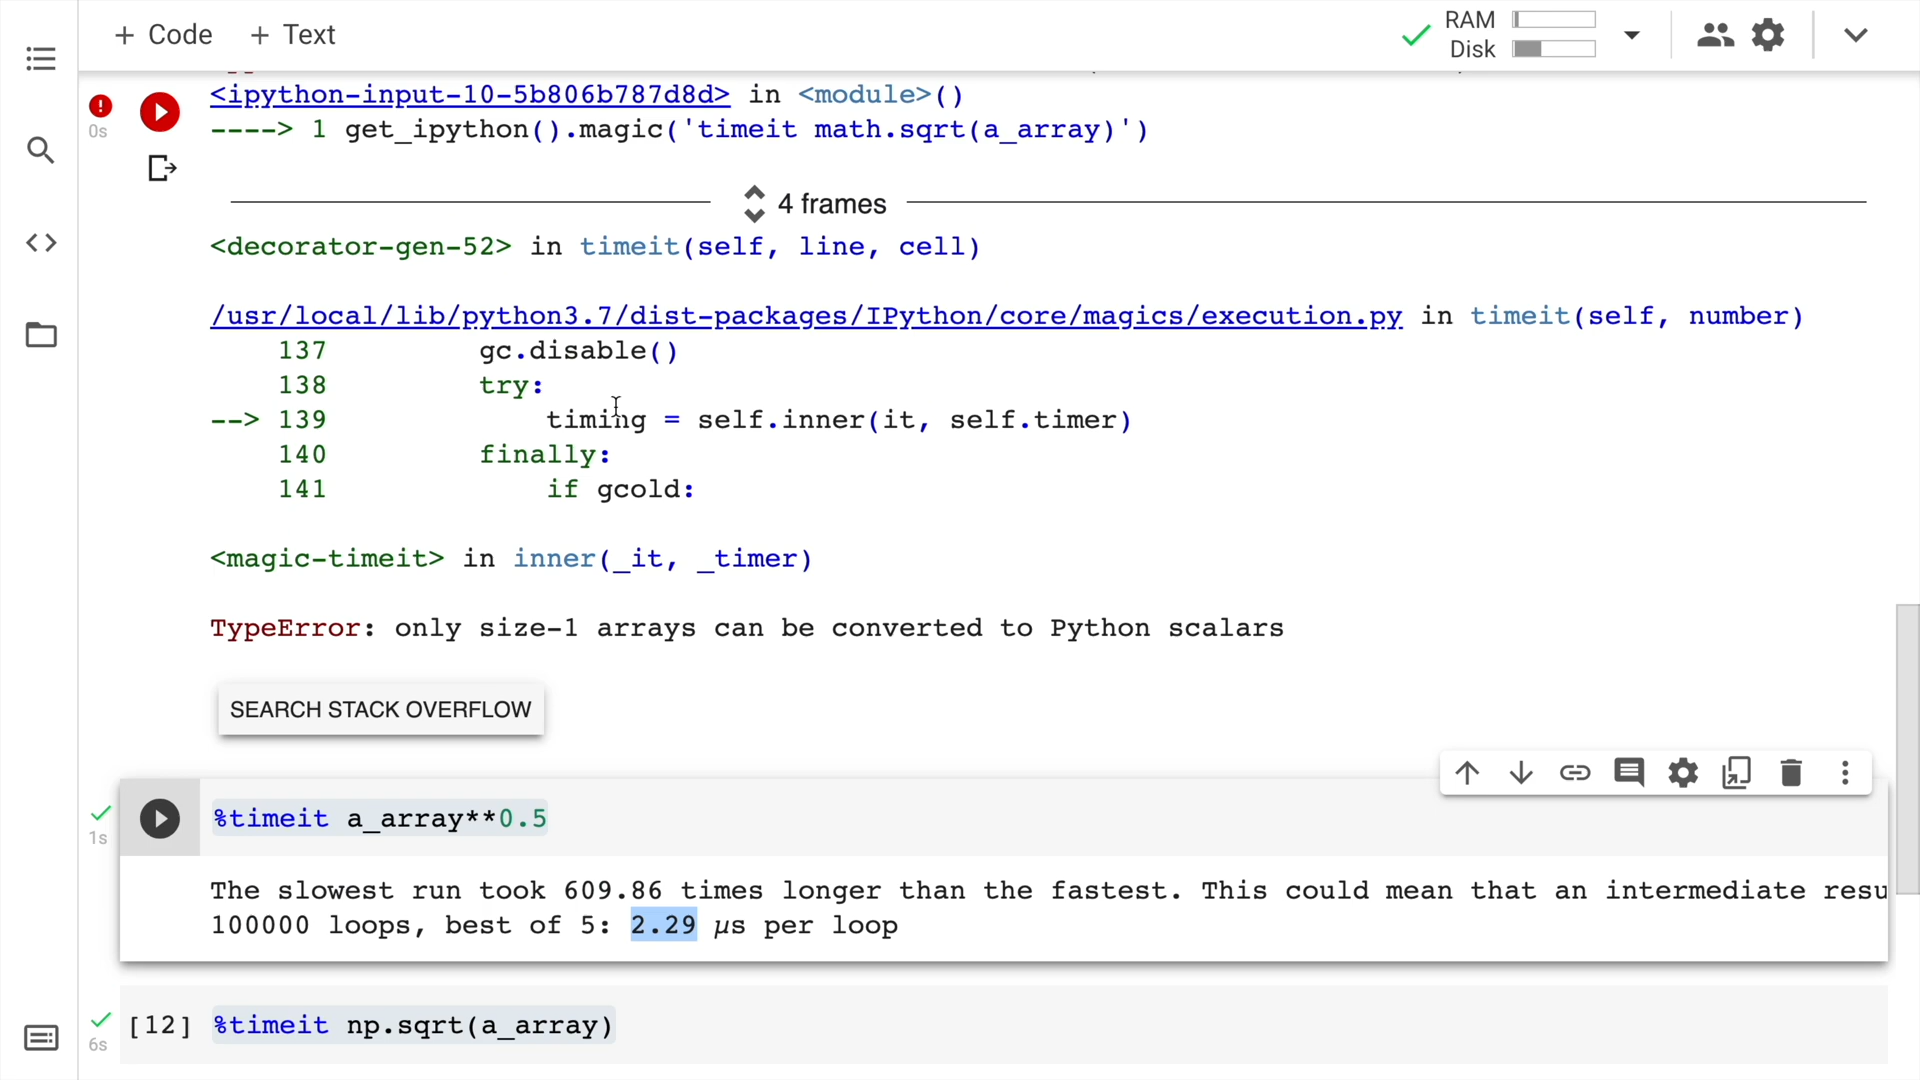 + Code + Text
RAM
Disk
<ipython-input-10-5b806b787d8d> in <module>()
0s
----> 1 get_ipython().magic('timeit math.sqrt(a_array)')
4 frames
<decorator-gen-52> in timeit(self, line, cell)
/usr/local/lib/python3.7/dist-packages/IPython/core/magics/execution.py in timeit(self, number)
137 gc.disable()
138 try:
--> 139 timing = self.inner(it, self.timer)
140 finally:
141 if gcold:
<magic-timeit> in inner(_it, _timer)
TypeError: only size-1 arrays can be converted to Python scalars
SEARCH STACK OVERFLOW
%timeit a_array**0.5
1s
The slowest run took 609.86 times longer than the fastest. This could mean that an intermediate resu
100000 loops, best of 5: 2.29 µs per loop
[12] %timeit np.sqrt(a_array)
6s